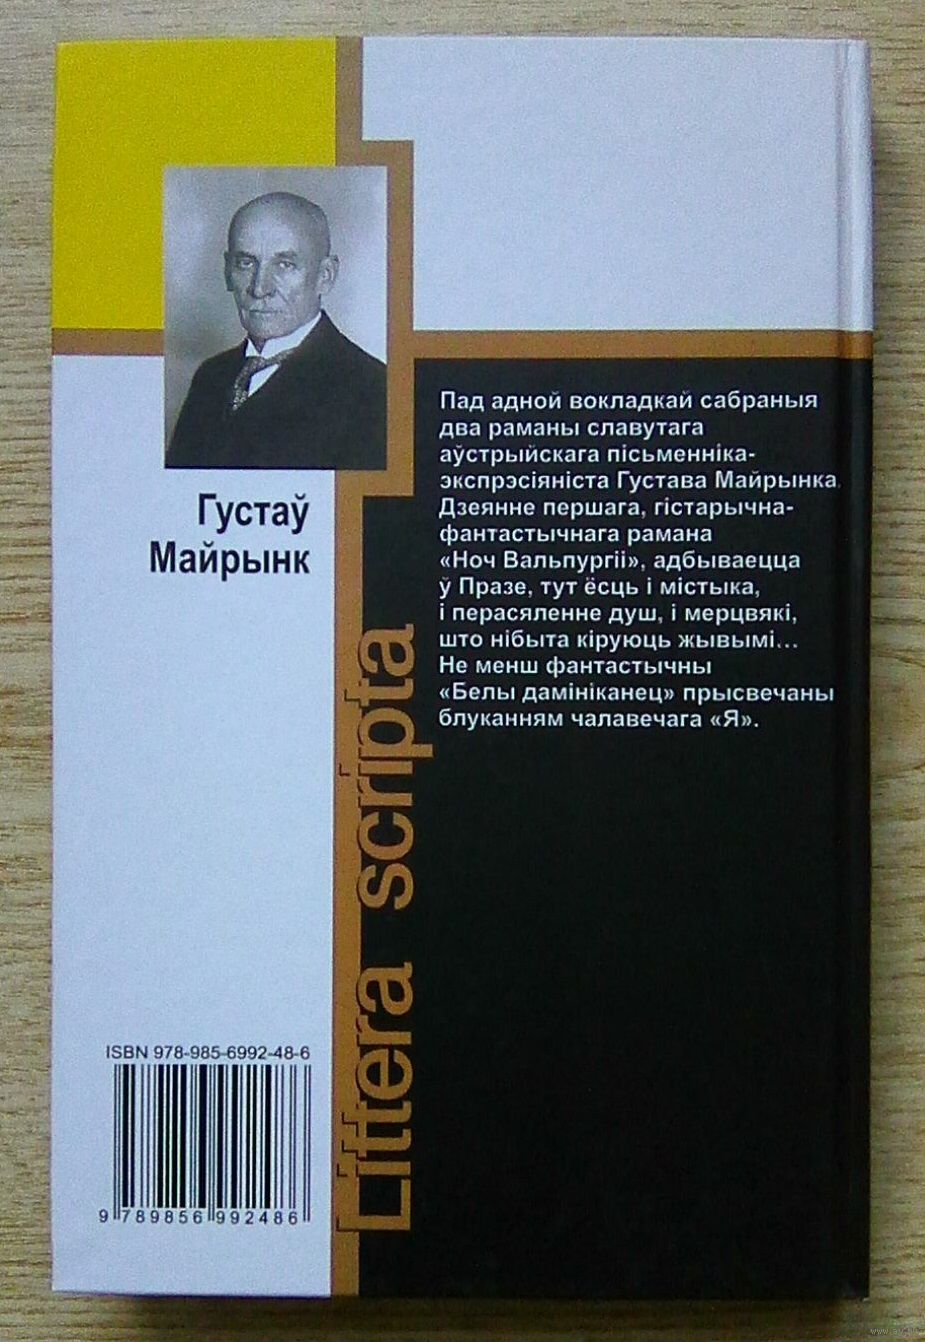 Густаў
Майрынк
Пад адной вокладкай сабраныя
два раманы славутага
аўстрыйскага пісьменніка-
экспрэсіяніста Густава Майрынка.
Дзеянне першага, гістарычна-
фантастычнага рамана
«Ноч Вальпургіі», адбываецца
ў Празе, тут ёсць і містыка,
і перасяленне душ, і мерцвякі,
што нібыта кіруюць жывымі...
Не менш фантастычны
«Белы дамініканец» прысвечаны
блуканням чалавечага «Я».
Littera scripta
ISBN 978-985-6992-48-6
9 789856 992486